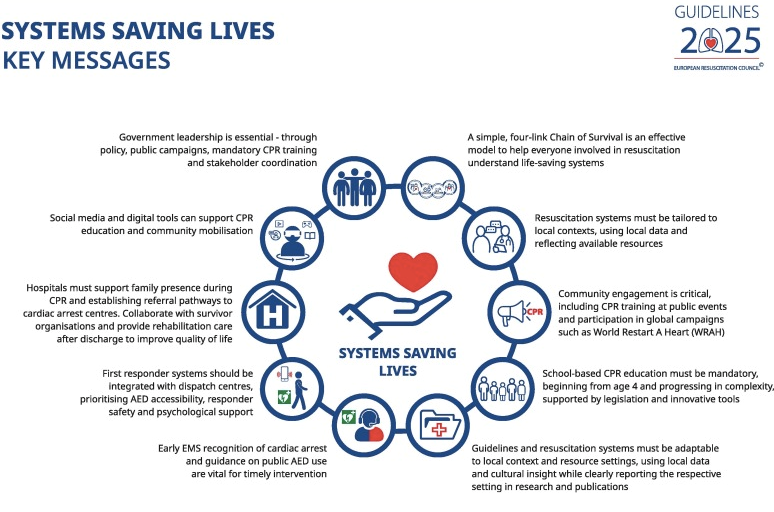 SYSTEMS SAVING LIVES
KEY MESSAGES
GUIDELINES
2025
EUROPEAN RESUSCITATION COUNCIL©
Government leadership is essential - through
policy, public campaigns, mandatory CPR training
and stakeholder coordination
A simple, four-link Chain of Survival is an effective
model to help everyone involved in resuscitation
understand life-saving systems
Social media and digital tools can support CPR
education and community mobilisation
Resuscitation systems must be tailored to
local contexts, using local data and
reflecting available resources
Hospitals must support family presence during
CPR and establishing referral pathways to
cardiac arrest centres. Collaborate with survivor
organisations and provide rehabilitation care
after discharge to improve quality of life
H
CPR
Community engagement is critical,
including CPR training at public events
and participation in global campaigns
such as World Restart A Heart (WRAH)
SYSTEMS SAVING
LIVES
First responder systems should be
integrated with dispatch centres,
prioritising AED accessibility, responder
safety and psychological support
School-based CPR education must be mandatory,
beginning from age 4 and progressing in complexity,
supported by legislation and innovative tools
Early EMS recognition of cardiac arrest
and guidance on public AED use
are vital for timely intervention
Guidelines and resuscitation systems must be adaptable
to local context and resource settings, using local data
and cultural insight while clearly reporting the respective
setting in research and publications